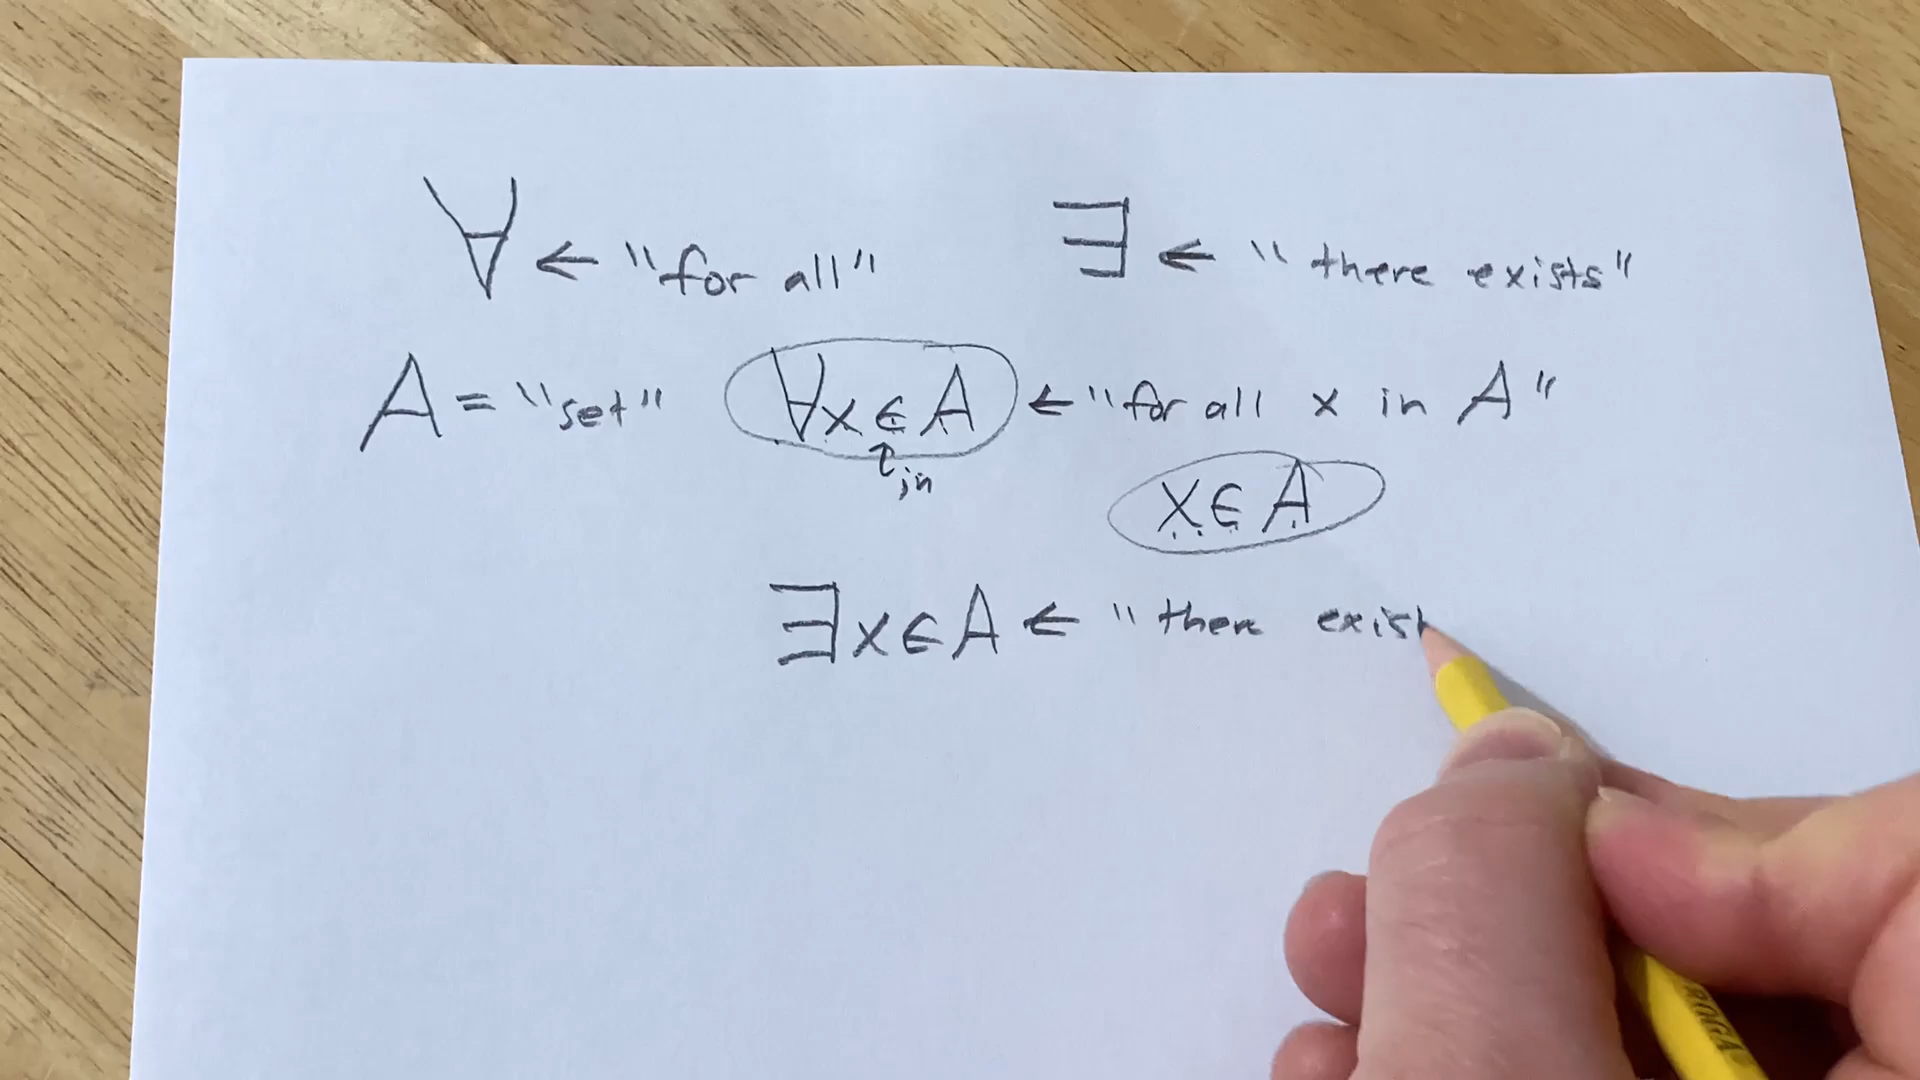 ∀ ← "for all" ∃ ← "there exists"
A = "set" ∀x∈A ← "for all x in A"
in
x∈A
∃x∈A ← "there exist